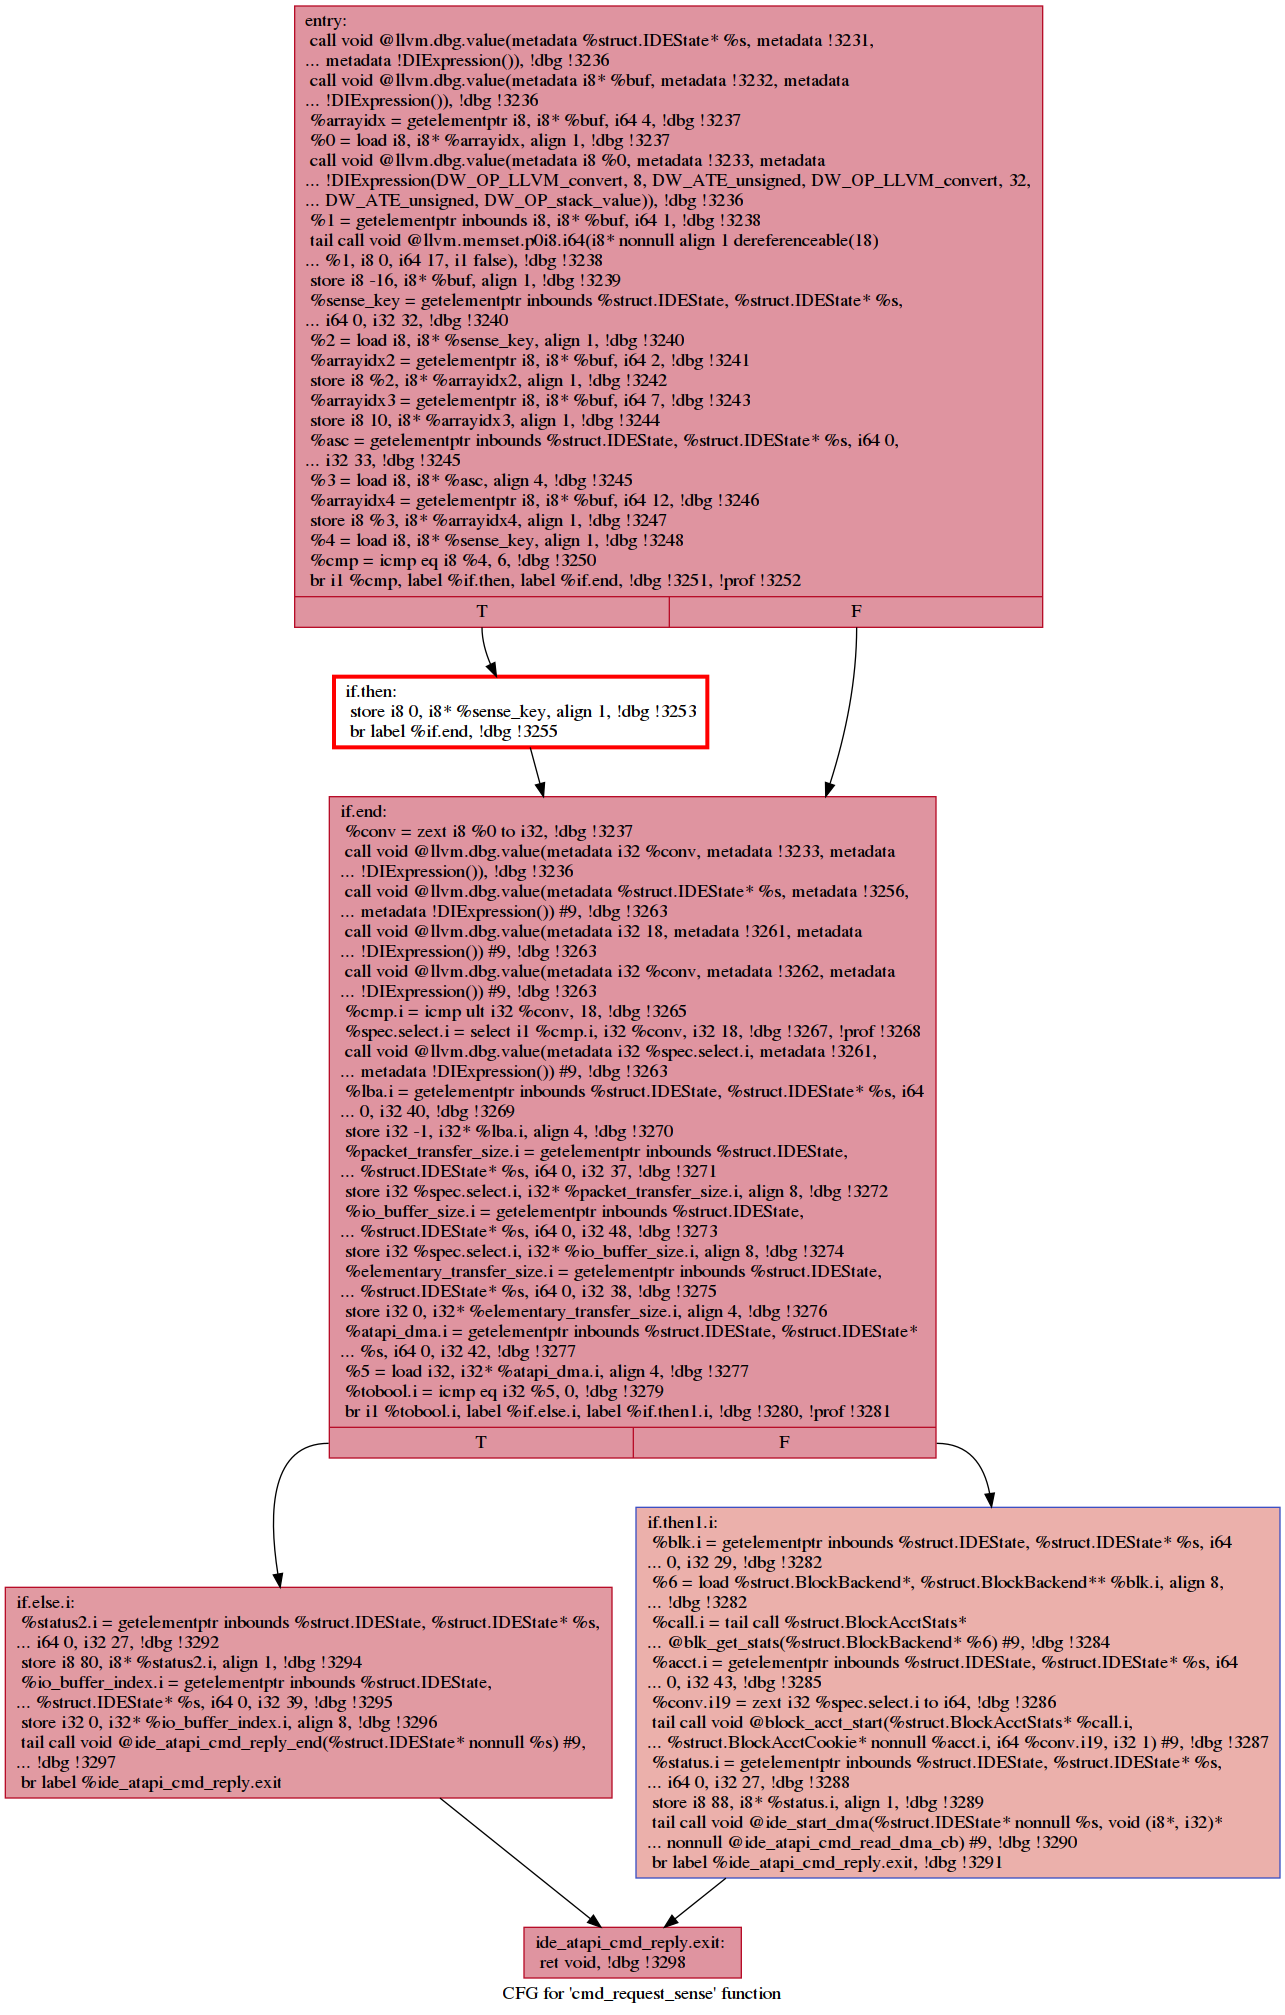 entry:
call void @llvm.dbg.value(metadata %struct.IDEState* %s, metadata !3231,
... metadata !DIExpression()), !dbg !3236
call void @llvm.dbg.value(metadata i8* %buf, metadata !3232, metadata
... !DIExpression()), !dbg !3236
%arrayidx = getelementptr i8, i8* %buf, i64 4, !dbg !3237
%0 = load i8, i8* %arrayidx, align 1, !dbg !3237
call void @llvm.dbg.value(metadata i8 %0, metadata !3233, metadata
... !DIExpression(DW_OP_LLVM_convert, 8, DW_ATE_unsigned, DW_OP_LLVM_convert, 32,
... DW_ATE_unsigned, DW_OP_stack_value)), !dbg !3236
%1 = getelementptr inbounds i8, i8* %buf, i64 1, !dbg !3238
tail call void @llvm.memset.p0i8.i64(i8* nonnull align 1 dereferenceable(18)
... %1, i8 0, i64 17, i1 false), !dbg !3238
store i8 -16, i8* %buf, align 1, !dbg !3239
%sense_key = getelementptr inbounds %struct.IDEState, %struct.IDEState* %s,
... i64 0, i32 32, !dbg !3240
%2 = load i8, i8* %sense_key, align 1, !dbg !3240
%arrayidx2 = getelementptr i8, i8* %buf, i64 2, !dbg !3241
store i8 %2, i8* %arrayidx2, align 1, !dbg !3242
%arrayidx3 = getelementptr i8, i8* %buf, i64 7, !dbg !3243
store i8 10, i8* %arrayidx3, align 1, !dbg !3244
%asc = getelementptr inbounds %struct.IDEState, %struct.IDEState* %s, i64 0,
... i32 33, !dbg !3245
%3 = load i8, i8* %asc, align 4, !dbg !3245
%arrayidx4 = getelementptr i8, i8* %buf, i64 12, !dbg !3246
store i8 %3, i8* %arrayidx4, align 1, !dbg !3247
%4 = load i8, i8* %sense_key, align 1, !dbg !3248
%cmp = icmp eq i8 %4, 6, !dbg !3250
br i1 %cmp, label %if.then, label %if.end, !dbg !3251, !prof !3252
T F
if.then:
store i8 0, i8* %sense_key, align 1, !dbg !3253
br label %if.end, !dbg !3255
if.end:
%conv = zext i8 %0 to i32, !dbg !3237
call void @llvm.dbg.value(metadata i32 %conv, metadata !3233, metadata
... !DIExpression()), !dbg !3236
call void @llvm.dbg.value(metadata %struct.IDEState* %s, metadata !3256,
... metadata !DIExpression()) #9, !dbg !3263
call void @llvm.dbg.value(metadata i32 18, metadata !3261, metadata
... !DIExpression()) #9, !dbg !3263
call void @llvm.dbg.value(metadata i32 %conv, metadata !3262, metadata
... !DIExpression()) #9, !dbg !3263
%cmp.i = icmp ult i32 %conv, 18, !dbg !3265
%spec.select.i = select i1 %cmp.i, i32 %conv, i32 18, !dbg !3267, !prof !3268
call void @llvm.dbg.value(metadata i32 %spec.select.i, metadata !3261,
... metadata !DIExpression()) #9, !dbg !3263
%lba.i = getelementptr inbounds %struct.IDEState, %struct.IDEState* %s, i64
... 0, i32 40, !dbg !3269
store i32 -1, i32* %lba.i, align 4, !dbg !3270
%packet_transfer_size.i = getelementptr inbounds %struct.IDEState,
... %struct.IDEState* %s, i64 0, i32 37, !dbg !3271
store i32 %spec.select.i, i32* %packet_transfer_size.i, align 8, !dbg !3272
%io_buffer_size.i = getelementptr inbounds %struct.IDEState,
... %struct.IDEState* %s, i64 0, i32 48, !dbg !3273
store i32 %spec.select.i, i32* %io_buffer_size.i, align 8, !dbg !3274
%elementary_transfer_size.i = getelementptr inbounds %struct.IDEState,
... %struct.IDEState* %s, i64 0, i32 38, !dbg !3275
store i32 0, i32* %elementary_transfer_size.i, align 4, !dbg !3276
%atapi_dma.i = getelementptr inbounds %struct.IDEState, %struct.IDEState*
... %s, i64 0, i32 42, !dbg !3277
%5 = load i32, i32* %atapi_dma.i, align 4, !dbg !3277
%tobool.i = icmp eq i32 %5, 0, !dbg !3279
br i1 %tobool.i, label %if.else.i, label %if.then1.i, !dbg !3280, !prof !3281
T F
if.then1.i:
%blk.i = getelementptr inbounds %struct.IDEState, %struct.IDEState* %s, i64
... 0, i32 29, !dbg !3282
%6 = load %struct.BlockBackend*, %struct.BlockBackend** %blk.i, align 8,
... !dbg !3282
%call.i = tail call %struct.BlockAcctStats*
... @blk_get_stats(%struct.BlockBackend* %6) #9, !dbg !3284
%acct.i = getelementptr inbounds %struct.IDEState, %struct.IDEState* %s, i64
... 0, i32 43, !dbg !3285
%conv.i19 = zext i32 %spec.select.i to i64, !dbg !3286
tail call void @block_acct_start(%struct.BlockAcctStats* %call.i,
... %struct.BlockAcctCookie* nonnull %acct.i, i64 %conv.i19, i32 1) #9, !dbg !3287
%status.i = getelementptr inbounds %struct.IDEState, %struct.IDEState* %s,
... i64 0, i32 27, !dbg !3288
store i8 88, i8* %status.i, align 1, !dbg !3289
tail call void @ide_start_dma(%struct.IDEState* nonnull %s, void (i8*, i32)*
... nonnull @ide_atapi_cmd_read_dma_cb) #9, !dbg !3290
br label %ide_atapi_cmd_reply.exit, !dbg !3291
if.else.i:
%status2.i = getelementptr inbounds %struct.IDEState, %struct.IDEState* %s,
... i64 0, i32 27, !dbg !3292
store i8 80, i8* %status2.i, align 1, !dbg !3294
%io_buffer_index.i = getelementptr inbounds %struct.IDEState,
... %struct.IDEState* %s, i64 0, i32 39, !dbg !3295
store i32 0, i32* %io_buffer_index.i, align 8, !dbg !3296
tail call void @ide_atapi_cmd_reply_end(%struct.IDEState* nonnull %s) #9,
... !dbg !3297
br label %ide_atapi_cmd_reply.exit
ide_atapi_cmd_reply.exit:
ret void, !dbg !3298
CFG for 'cmd_request_sense' function